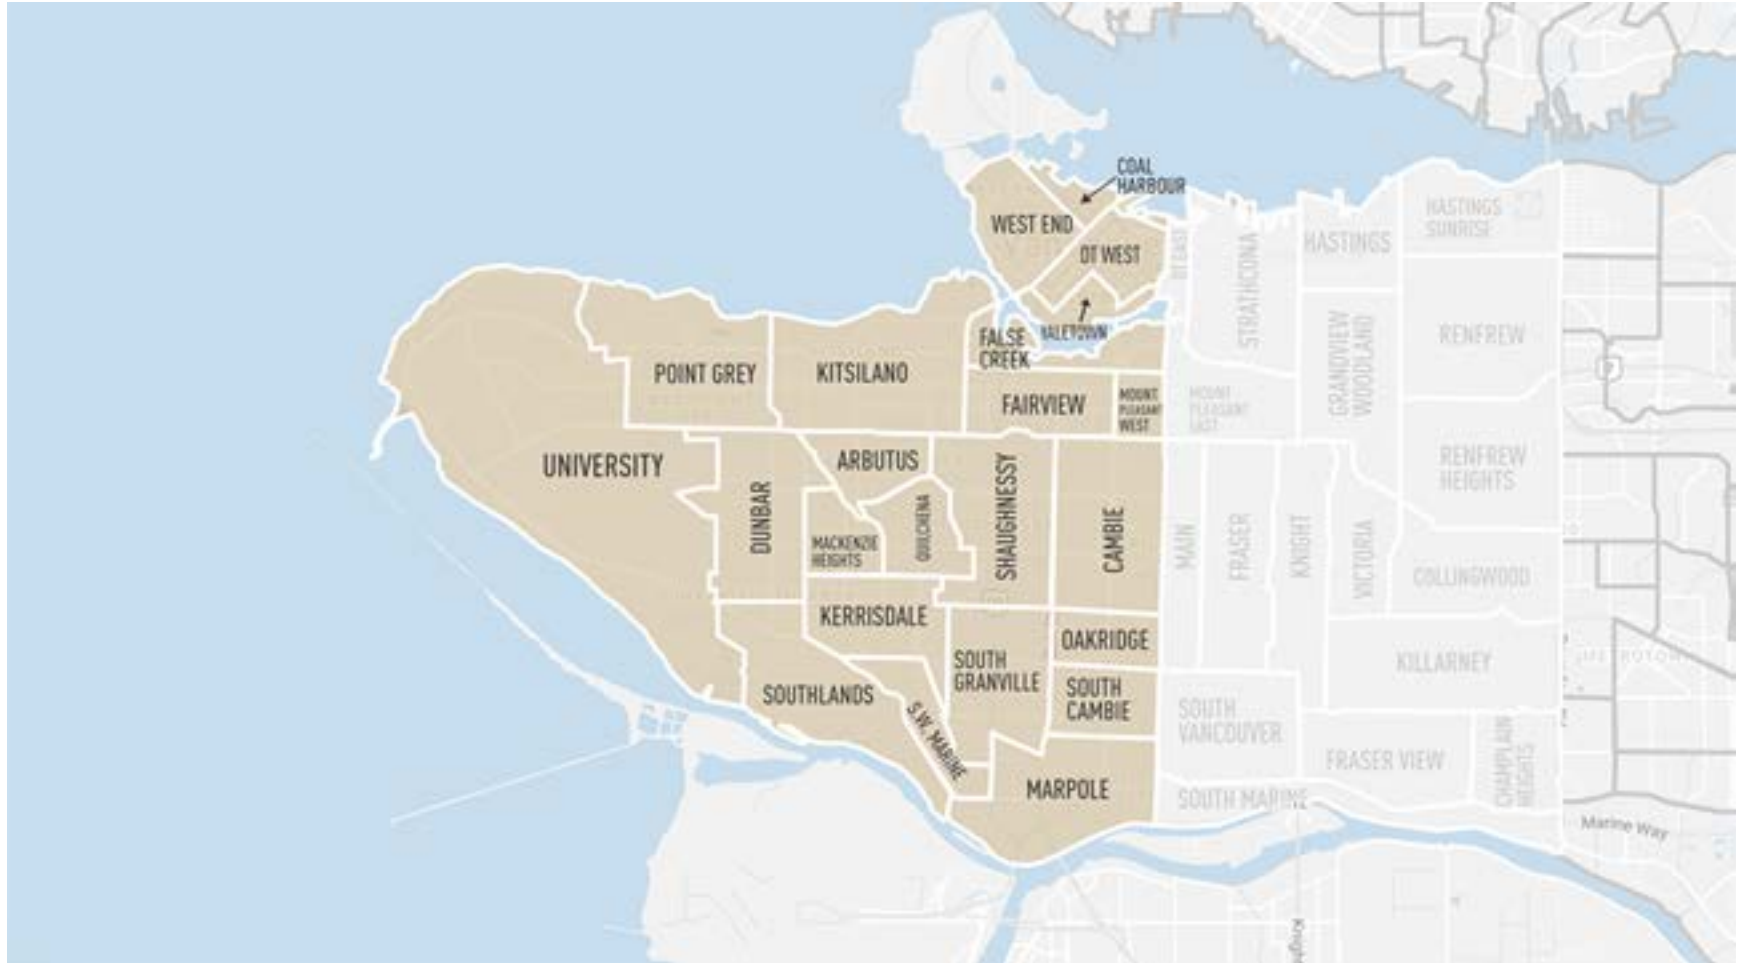 COAL
HARBOUR
WEST END
DT WEST
HASTINGS
SUNRISE
HASTINGS
DT EAST
STRATHCONA
FALSE
CREEK
POINT GREY
KITSILANO
FAIRVIEW
MOUNT
PLEASANT
WEST
MOUNT
PLEASANT
EAST
GRANDVIEW
WOODLAND
RENFREW
UNIVERSITY
DUNBAR
ARBUTUS
MACKENZIE
HEIGHTS
QUILCHENA
SHAUGHNESSY
CAMBIE
MAIN
FRASER
KNIGHT
VICTORIA
RENFREW
HEIGHTS
COLLINGWOOD
KERRISDALE
OAKRIDGE
KILLARNEY
SOUTHLANDS
S.W. MARINE
SOUTH
GRANVILLE
SOUTH
CAMBIE
SOUTH
VANCOUVER
FRASER VIEW
CHAMPLAIN
HEIGHTS
MARPOLE
SOUTH MARINE
Marine Way